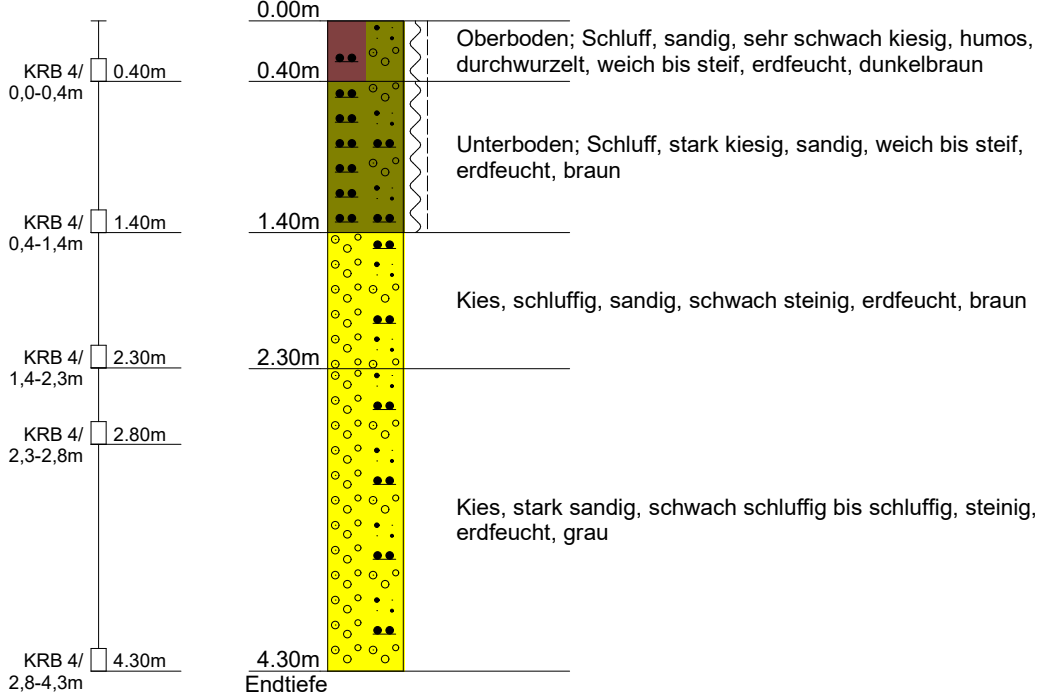 0.00m
Oberboden; Schluff, sandig, sehr schwach kiesig, humos,
durchwurzelt, weich bis steif, erdfeucht, dunkelbraun
KRB 4/ 0.40m
0,0-0,4m
0.40m
Unterboden; Schluff, stark kiesig, sandig, weich bis steif,
erdfeucht, braun
KRB 4/ 1.40m
0,4-1,4m
1.40m
Kies, schluffig, sandig, schwach steinig, erdfeucht, braun
KRB 4/ 2.30m
1,4-2,3m
2.30m
KRB 4/ 2.80m
2,3-2,8m
Kies, stark sandig, schwach schluffig bis schluffig, steinig,
erdfeucht, grau
KRB 4/ 4.30m
2,8-4,3m
4.30m
Endtiefe